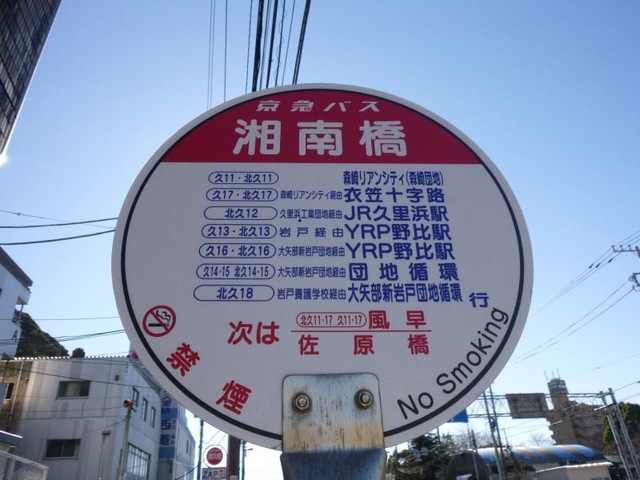 京急バス
湘南橋
久11・北久11 森崎リアンシティ(森崎団地)
久17・北久17 森崎リアンシティ経由 衣笠十字路
北久12 久里浜工業団地経由 JR久里浜駅
久13・北久13 岩戸経由 YRP野比駅
久16・北久16 大矢部新岩戸団地経由 YRP野比駅
久14・15 北久14・15 大矢部新岩戸団地経由 団地循環
北久18 岩戸養護学校経由 大矢部新岩戸団地循環 行
次は 北久11・17 久11・17 風早
佐原橋
禁煙
No Smoking